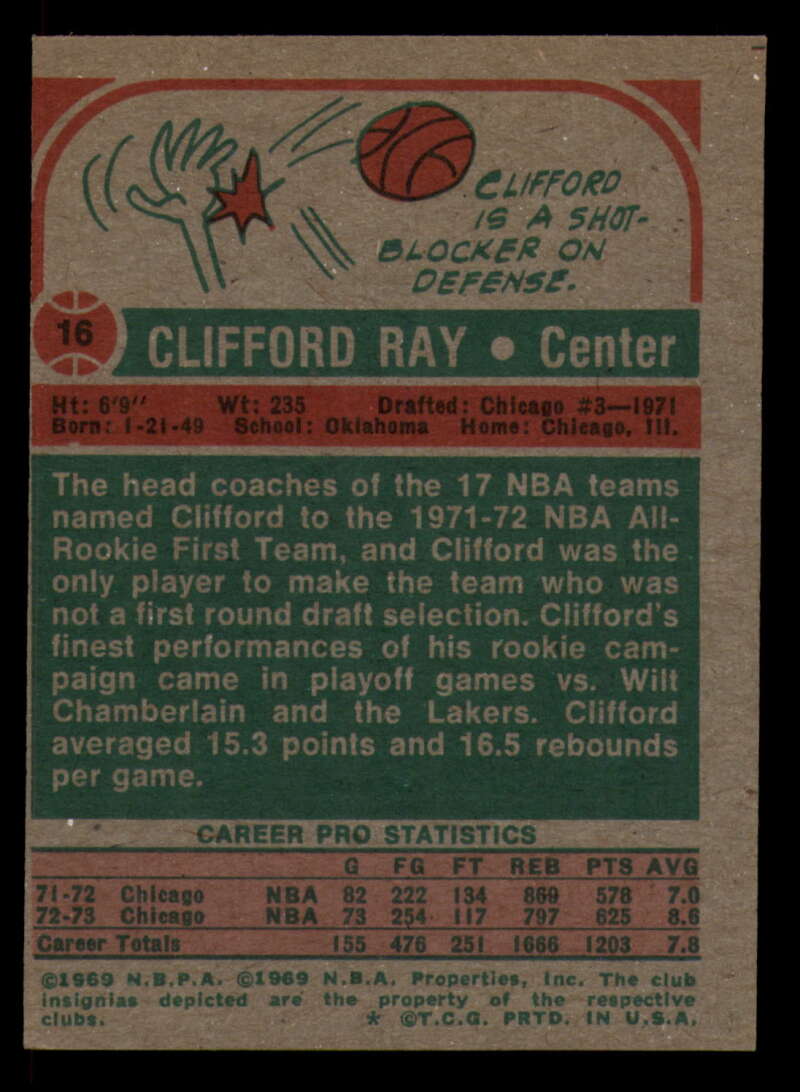 CLIFFORD
IS A SHOT-
BLOCKER ON
DEFENSE.
16
CLIFFORD RAY • Center
Ht: 6'9" Wt: 235 Drafted: Chicago #3—1971
Born: 1-21-49 School: Oklahoma Home: Chicago, Ill.
The head coaches of the 17 NBA teams
named Clifford to the 1971-72 NBA All-
Rookie First Team, and Clifford was the
only player to make the team who was
not a first round draft selection. Clifford's
finest performances of his rookie cam-
paign came in playoff games vs. Wilt
Chamberlain and the Lakers. Clifford
averaged 15.3 points and 16.5 rebounds
per game.
CAREER PRO STATISTICS
G FG FT REB PTS AVG
71-72 Chicago NBA 82 222 134 869 578 7.0
72-73 Chicago NBA 73 254 117 797 625 8.6
Career Totals 155 476 251 1666 1203 7.8
©1969 N.B.P.A. ©1969 N.B.A. Properties, Inc. The club
insignias depicted are the property of the respective
clubs. * ©T.C.G. PRTD. IN U.S.A.